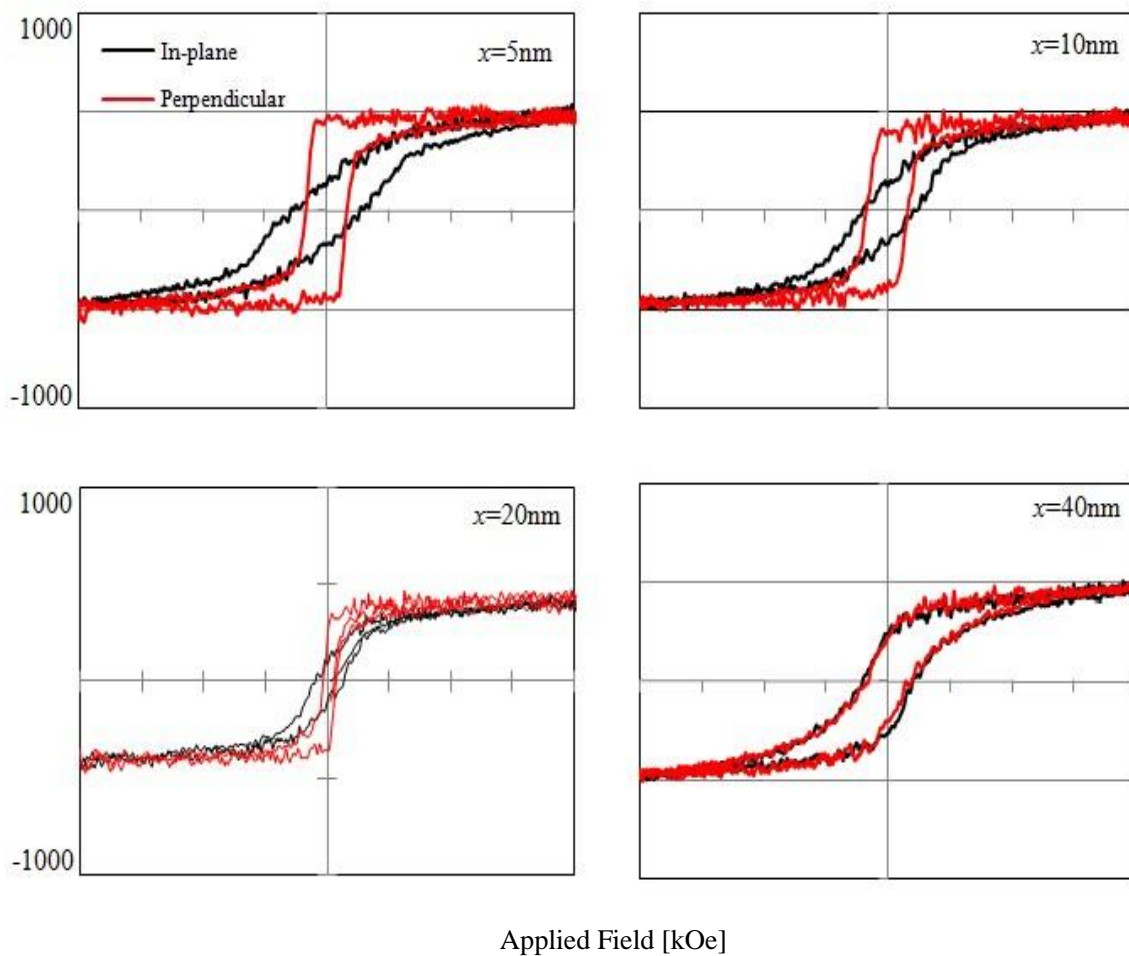 1000
In-plane
x=5nm
Perpendicular
-1000
x=10nm
1000
x=20nm
-1000
x=40nm
Applied Field [kOe]